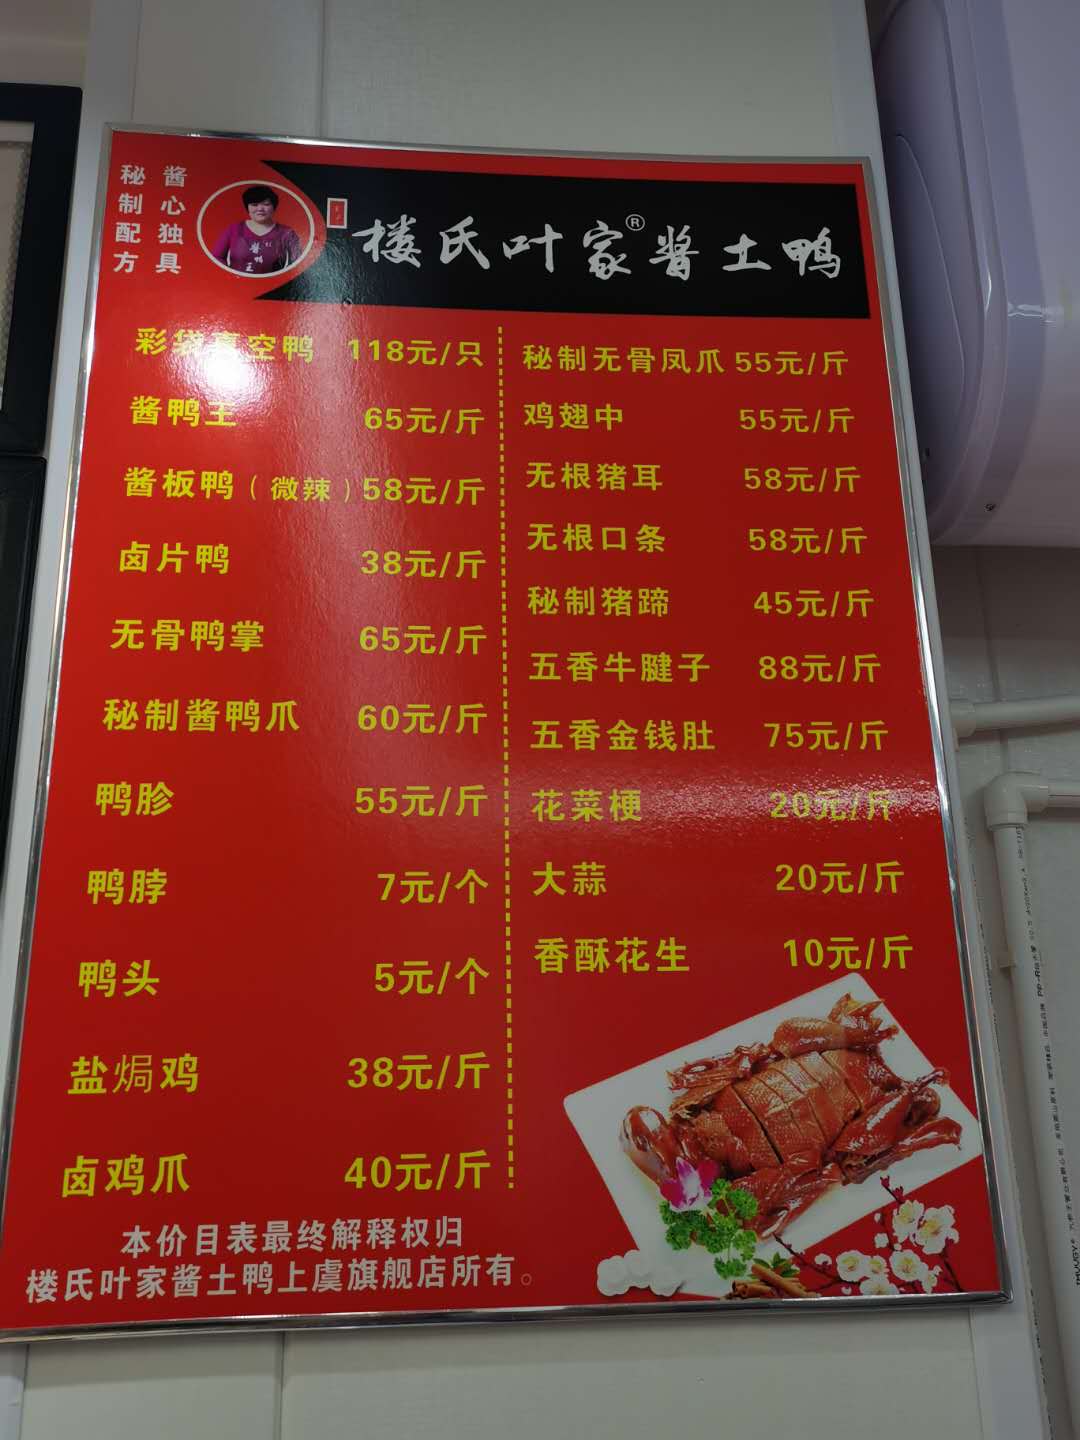 酱心独具
秘制配方
酱鸭王
楼氏叶家®酱土鸭
彩袋真空鸭 118元/只
酱鸭王 65元/斤
酱板鸭（微辣）58元/斤
卤片鸭 38元/斤
无骨鸭掌 65元/斤
秘制酱鸭爪 60元/斤
鸭胗 55元/斤
鸭脖 7元/个
鸭头 5元/个
盐焗鸡 38元/斤
卤鸡爪 40元/斤
秘制无骨凤爪 55元/斤
鸡翅中 55元/斤
无根猪耳 58元/斤
无根口条 58元/斤
秘制猪蹄 45元/斤
五香牛腱子 88元/斤
五香金钱肚 75元/斤
花菜梗 20元/斤
大蒜 20元/斤
香酥花生 10元/斤
本价目表最终解释权归
楼氏叶家酱土鸭上虞旗舰店所有。